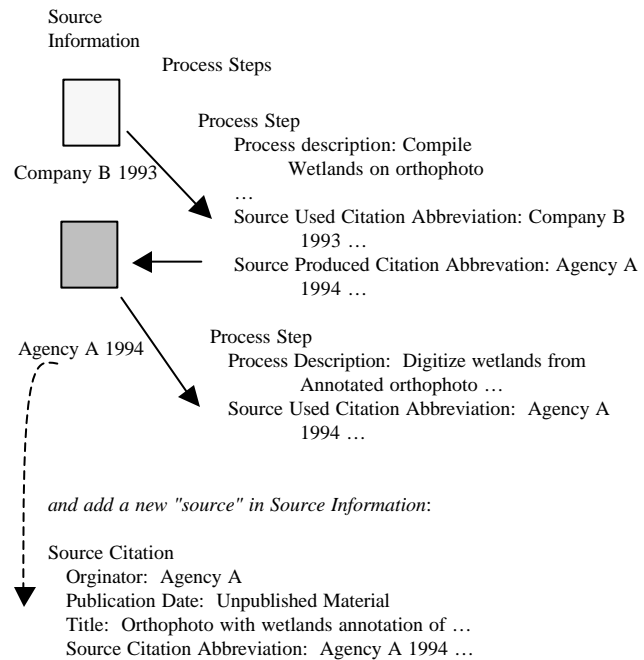 Source
Information
Process Steps
Process Step
Process description: Compile
Wetlands on orthophoto
Company B 1993
…
Source Used Citation Abbreviation: Company B
1993 …
Source Produced Citation Abbrevation: Agency A
1994 …
Agency A 1994
Process Step
Process Description: Digitize wetlands from
Annotated orthophoto …
Source Used Citation Abbreviation: Agency A
1994 …
and add a new "source" in Source Information:
Source Citation
Orginator: Agency A
Publication Date: Unpublished Material
Title: Orthophoto with wetlands annotation of …
Source Citation Abbreviation: Agency A 1994 …